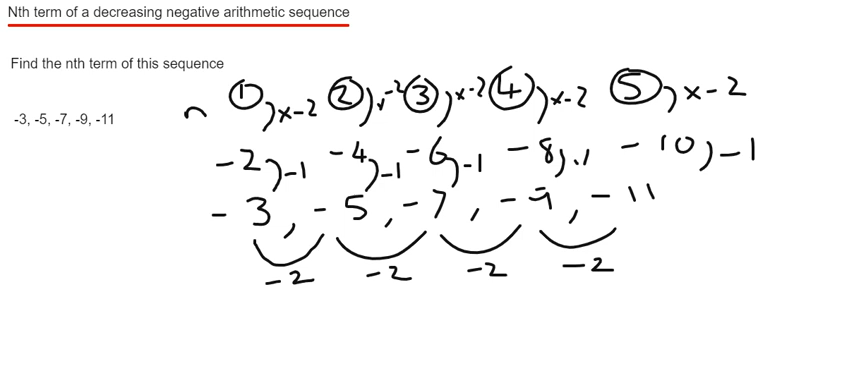 Nth term of a decreasing negative arithmetic sequence
Find the nth term of this sequence
-3, -5, -7, -9, -11
n ①)×-2 ②)×-2 ③)×-2 ④)×-2 ⑤)×-2
-2)-1 -4)-1 -6)-1 -8)-1 -10)-1
-3, -5, -7, -9, -11
-2 -2 -2 -2